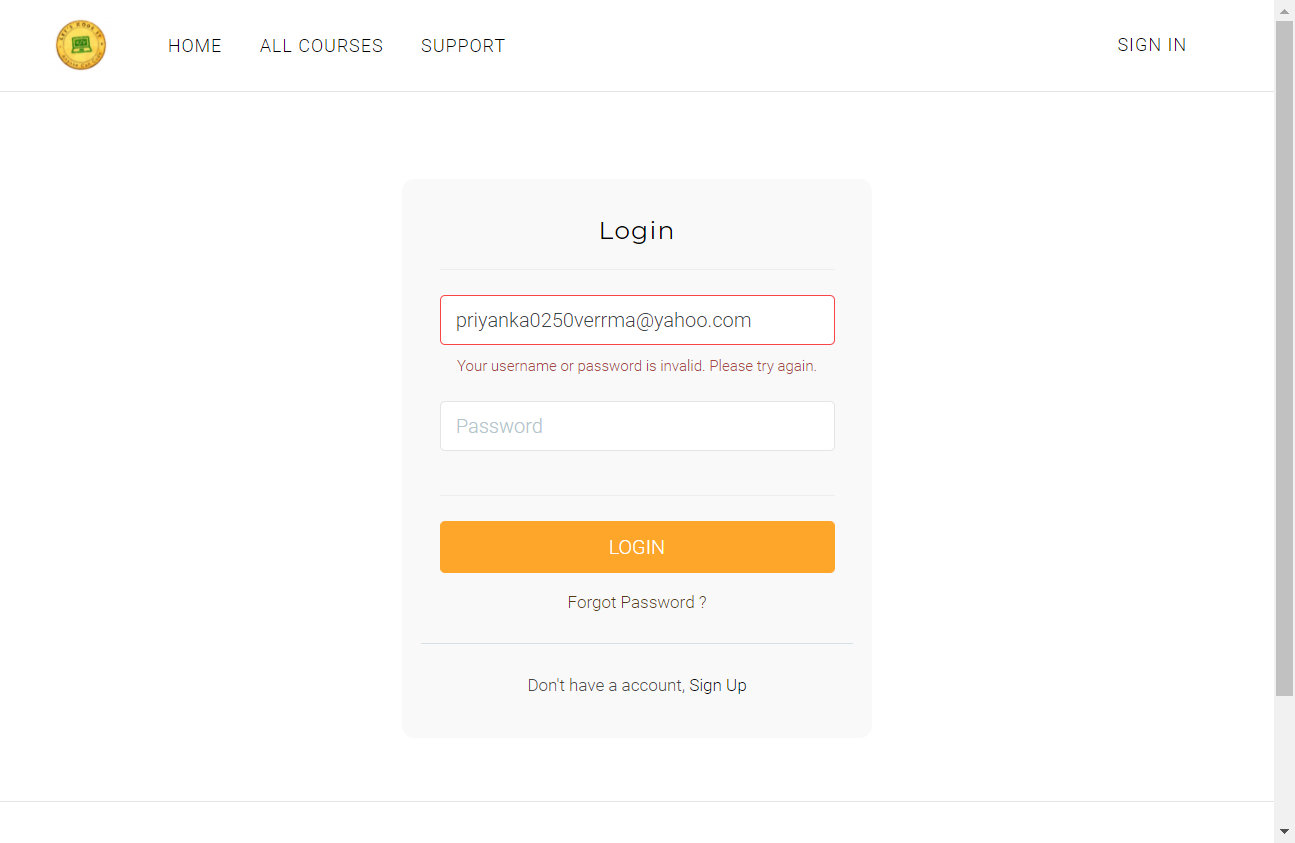 HOME ALL COURSES SUPPORT SIGN IN
Login
priyanka0250verrma@yahoo.com
Your username or password is invalid. Please try again.
Password
LOGIN
Forgot Password ?
Don't have a account, Sign Up